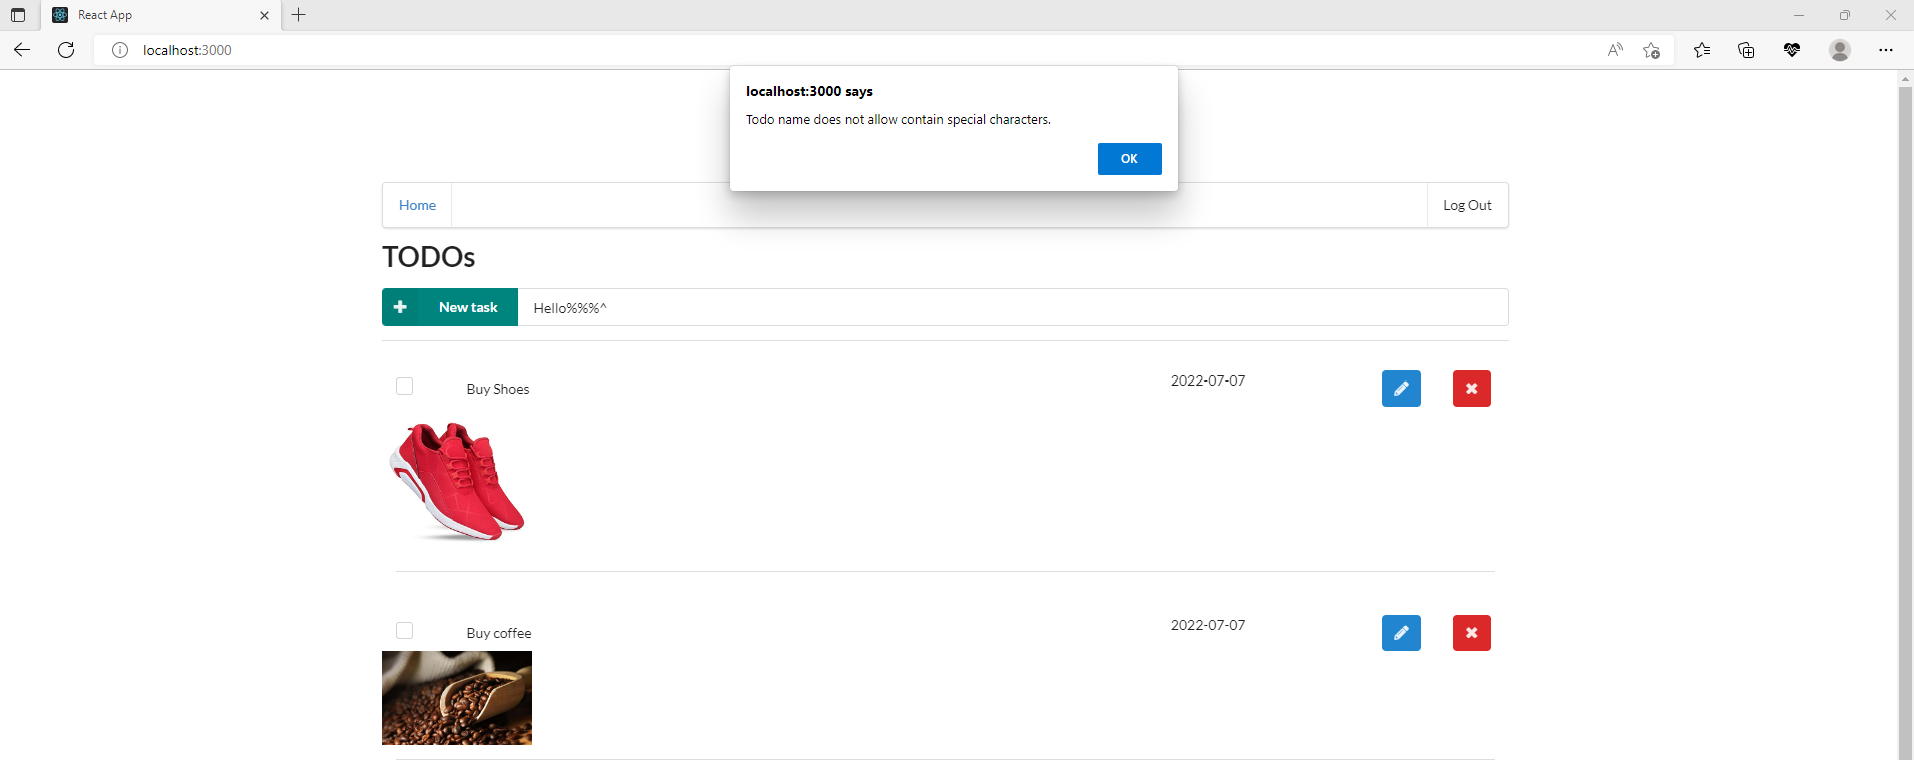 React App
localhost:3000
localhost:3000 says
Todo name does not allow contain special characters.
OK
Home
Log Out
TODOs
New task
Hello%%%^
Buy Shoes
2022-07-07
Buy coffee
2022-07-07